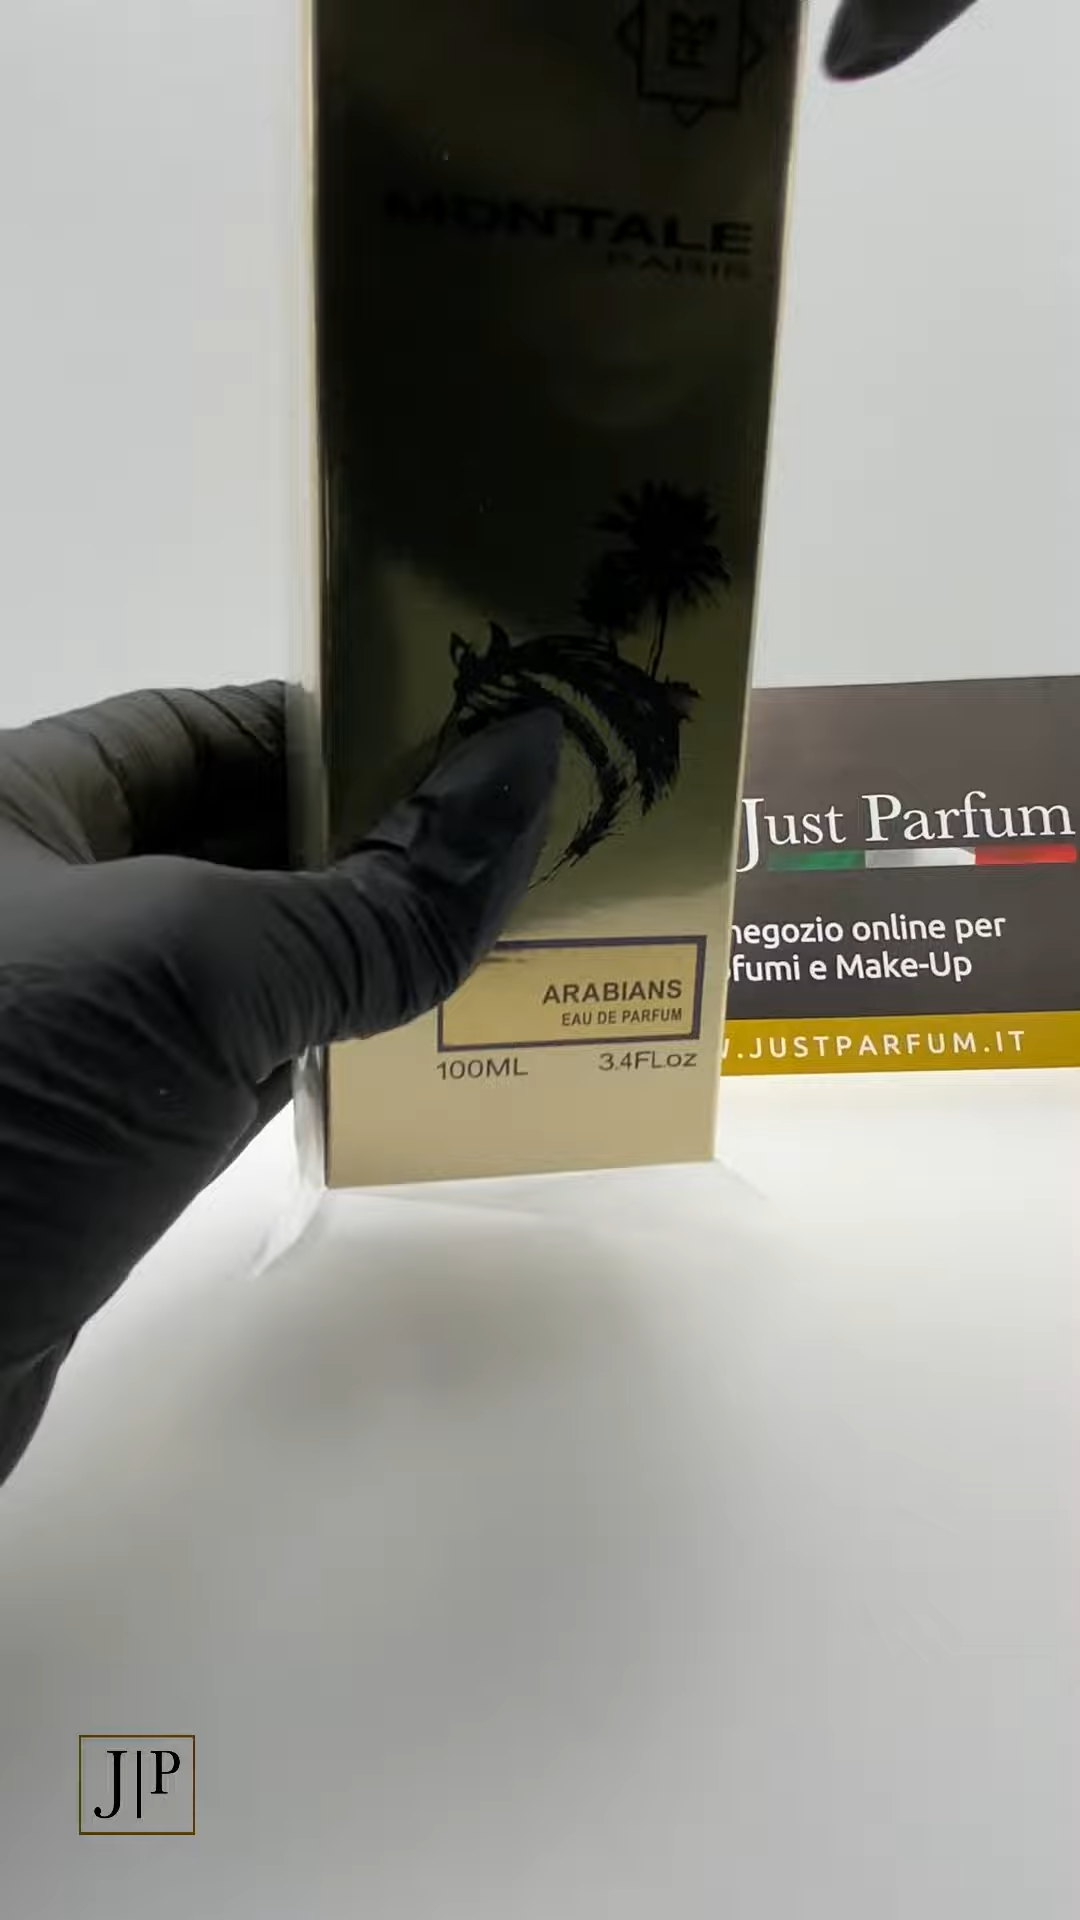 MONTALE
PARIS
ARABIANS
EAU DE PARFUM
100ML 3.4FLoz
Just Parfum
negozio online per
fumi e Make-Up
.JUSTPARFUM.IT
J|P